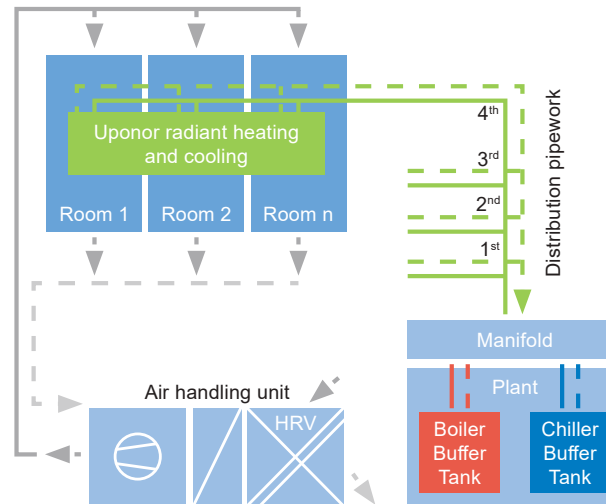 Uponor radiant heating
and cooling
Room 1
Room 2
Room n
4th
3rd
2nd
1st
Distribution pipework
Manifold
Plant
Boiler
Buffer
Tank
Chiller
Buffer
Tank
Air handling unit
HRV